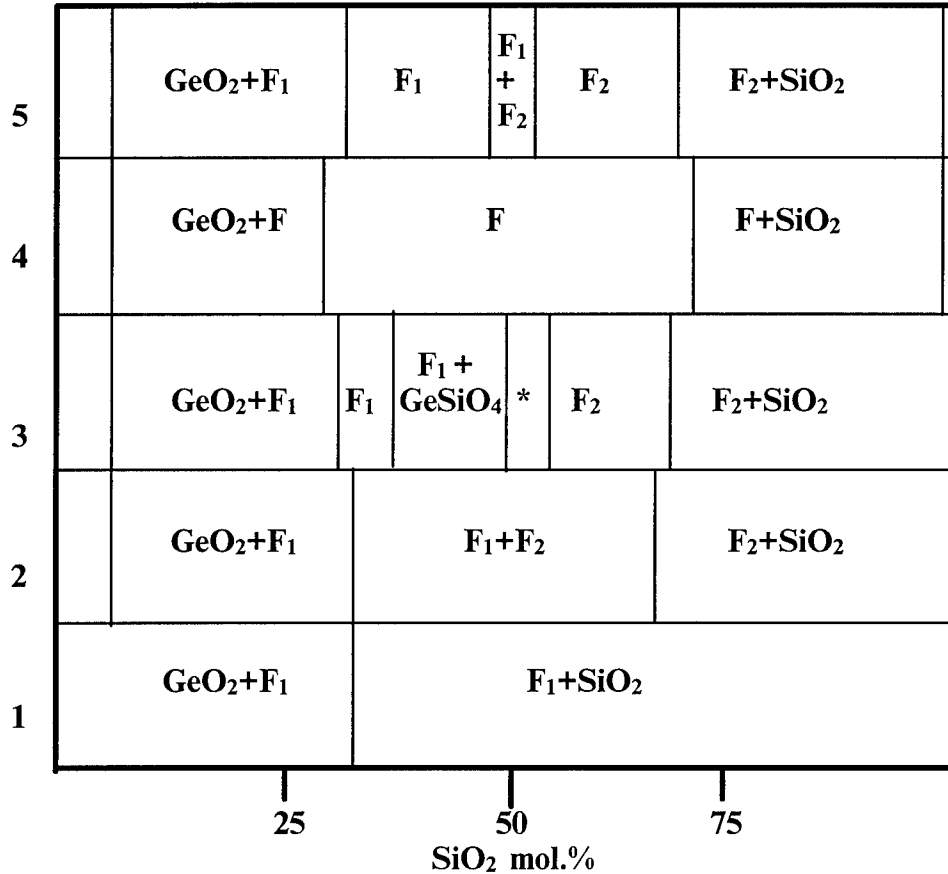 5
GeO₂+F₁
F₁
F₁
+
F₂
F₂
F₂+SiO₂
4
GeO₂+F
F
F+SiO₂
3
GeO₂+F₁
F₁
F₁ +
GeSiO₄
*
F₂
F₂+SiO₂
2
GeO₂+F₁
F₁+F₂
F₂+SiO₂
1
GeO₂+F₁
F₁+SiO₂
25 50 75
SiO₂ mol.%